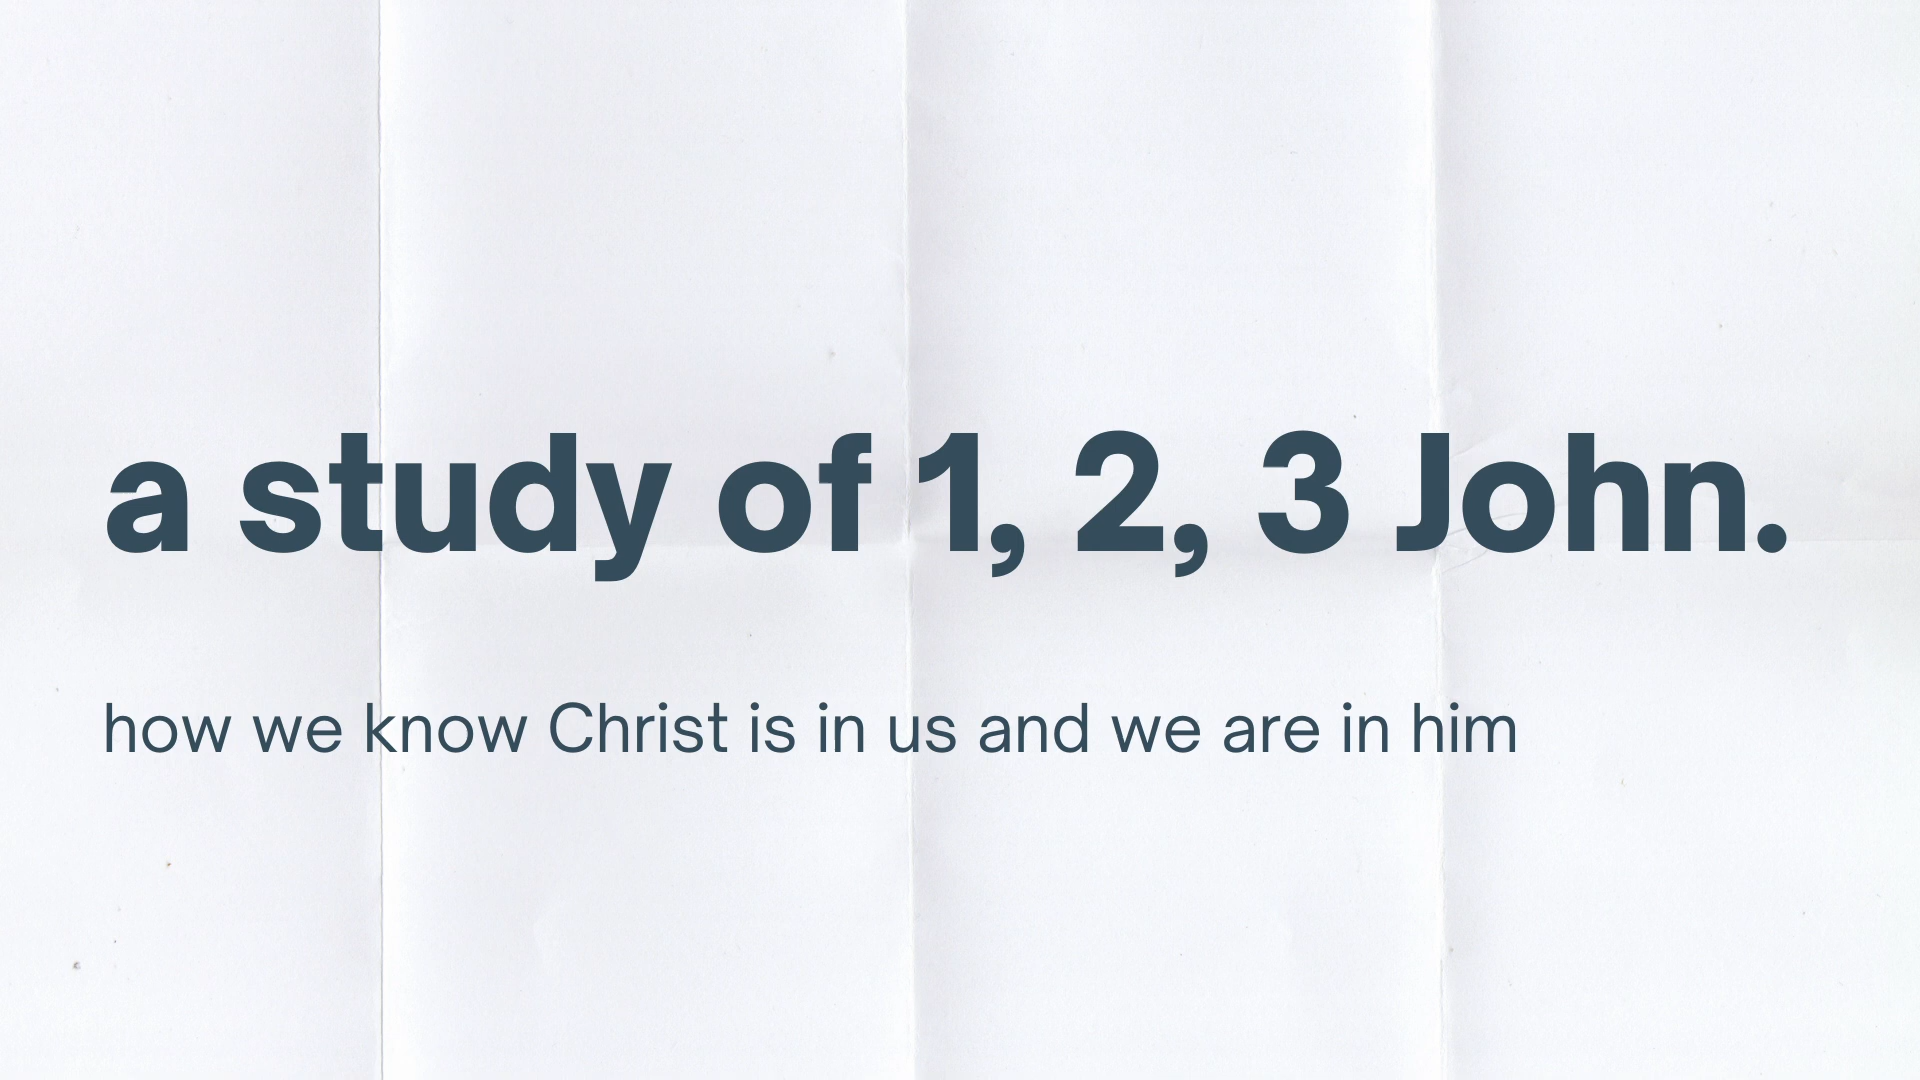 a study of 1, 2, 3 John.
how we know Christ is in us and we are in him